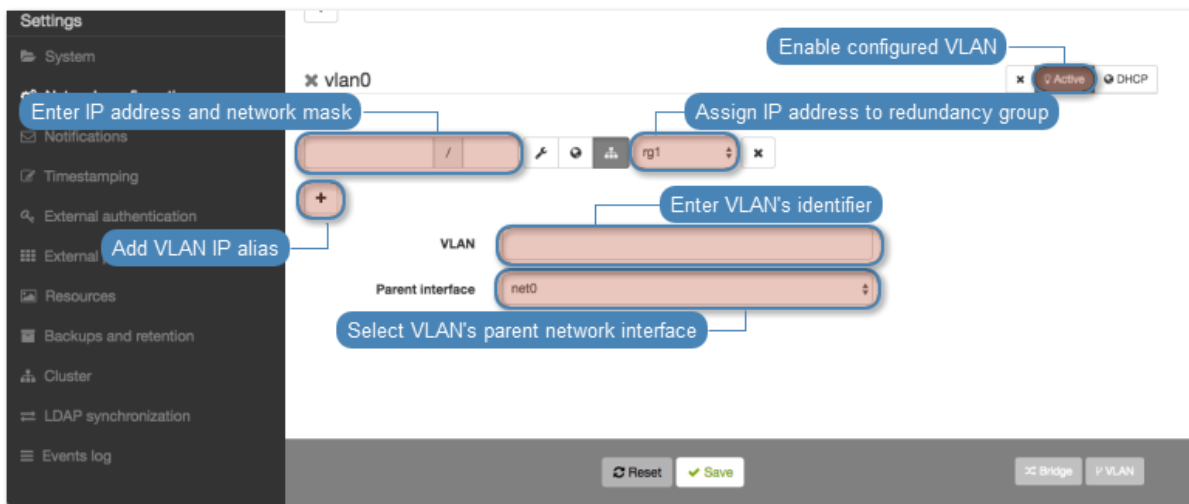 Settings
System
Enable configured VLAN
vlan0
Active
DHCP
Enter IP address and network mask
Assign IP address to redundancy group
Notifications
/
rg1
Timestamping
External authentication
Enter VLAN's identifier
Add VLAN IP alias
VLAN
External
Parent interface
net0
Resources
Select VLAN's parent network interface
Backups and retention
Cluster
LDAP synchronization
Events log
Reset
Save
Bridge
VLAN